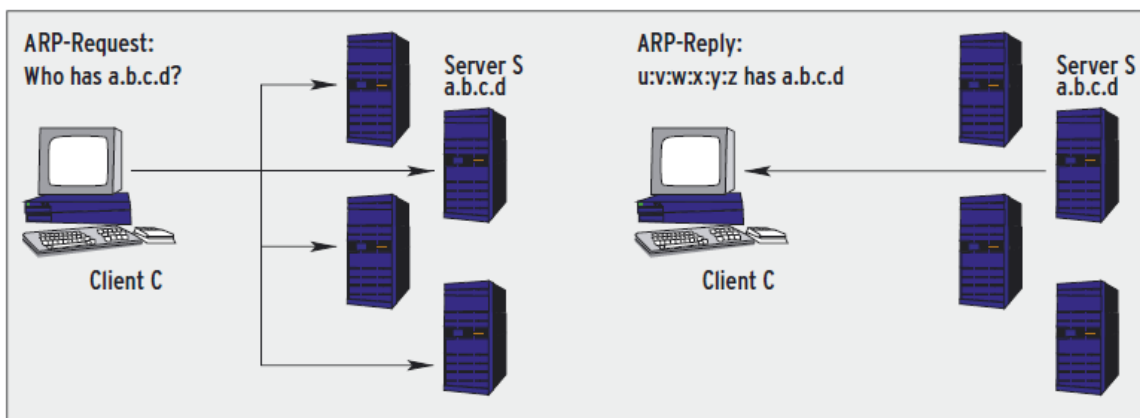 ARP-Request:
Who has a.b.c.d?
Server S
a.b.c.d
Client C
ARP-Reply:
u:v:w:x:y:z has a.b.c.d
Server S
a.b.c.d
Client C